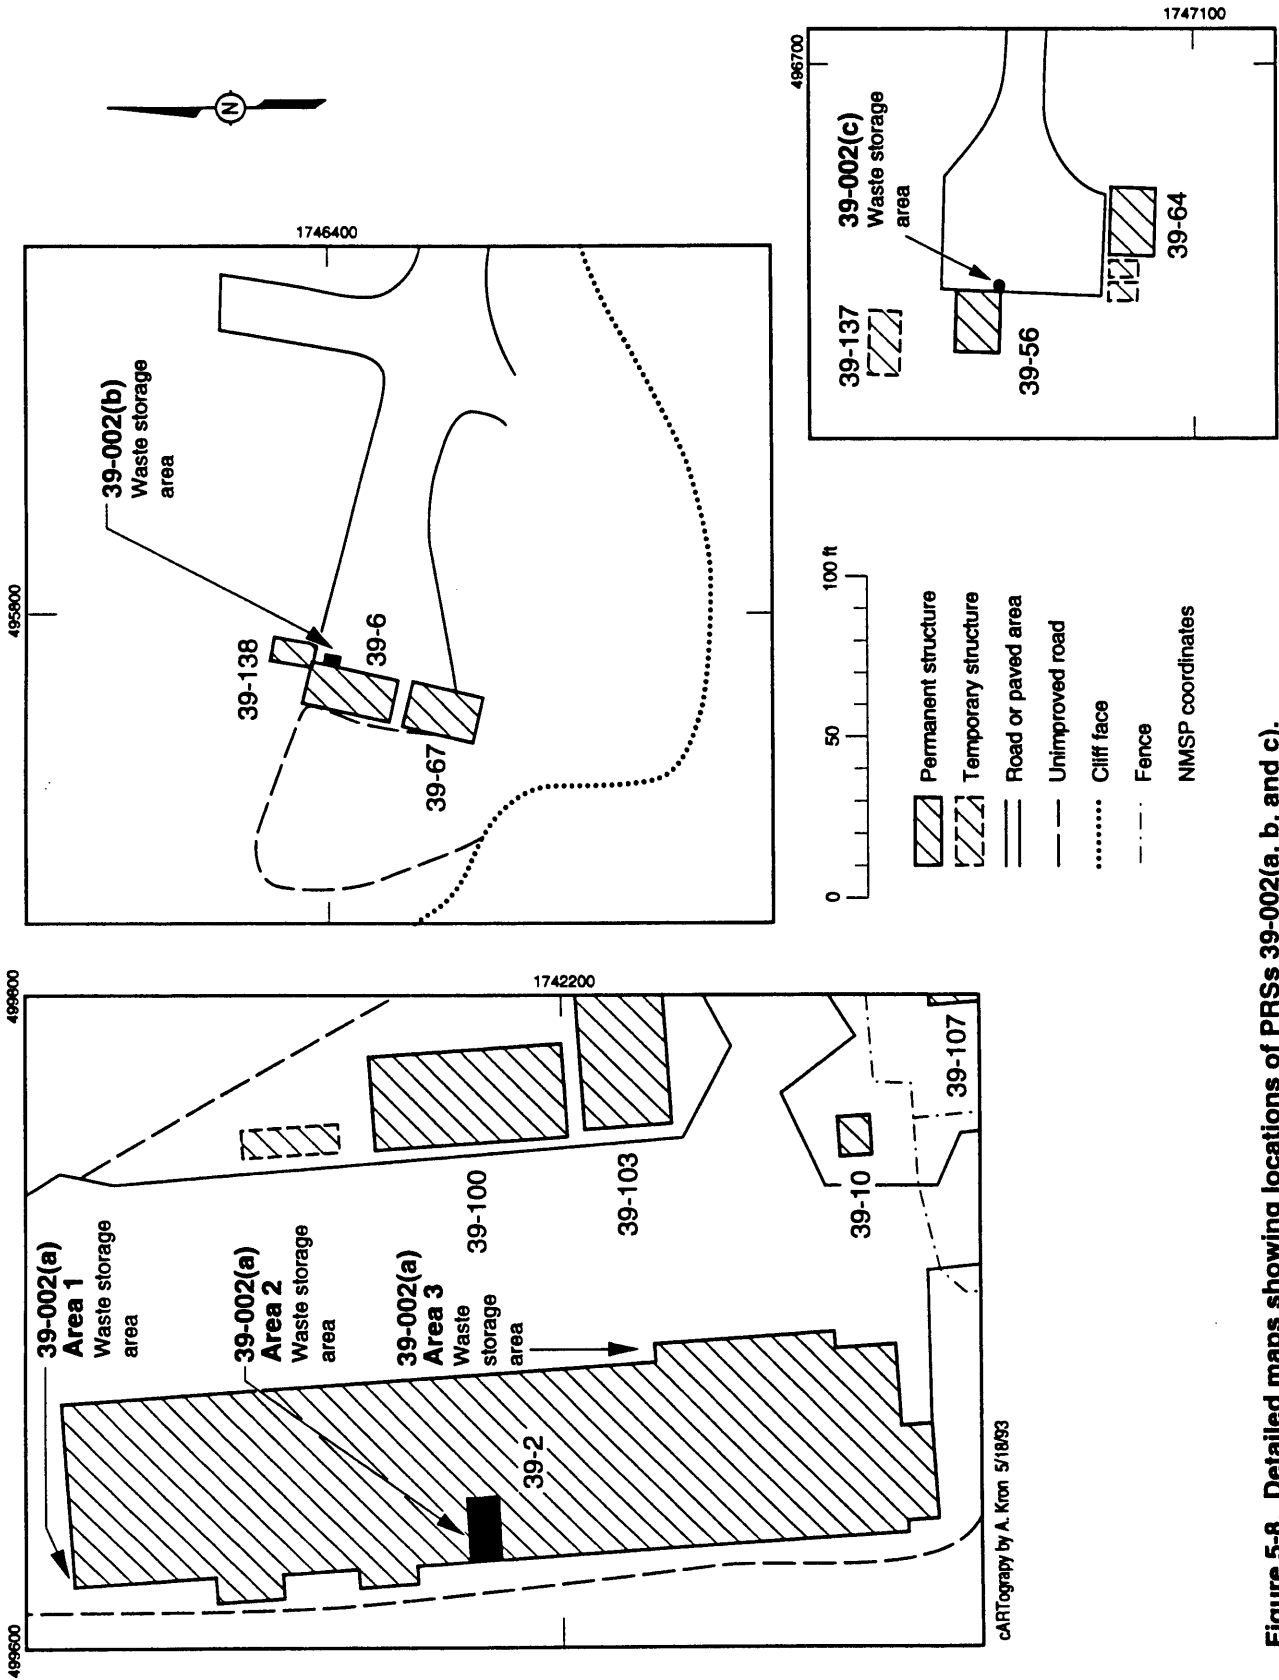 499600
499800
1742200
39-002(a)
Area 1
Waste storage
area
39-002(a)
Area 2
Waste storage
area
39-002(a)
Area 3
Waste
storage
area
39-2
39-100
39-103
39-10
39-107
cARTograpy by A. Kron 5/18/93
495800
1746400
39-002(b)
Waste storage
area
39-138
39-6
39-67
N
496700
1747100
39-002(c)
Waste storage
area
39-137
39-56
39-64
0 50 100 ft
Permanent structure
Temporary structure
Road or paved area
Unimproved road
Cliff face
Fence
NMSP coordinates
Figure 5-8. Detailed maps showing locations of PRSs 39-002(a, b, and c).